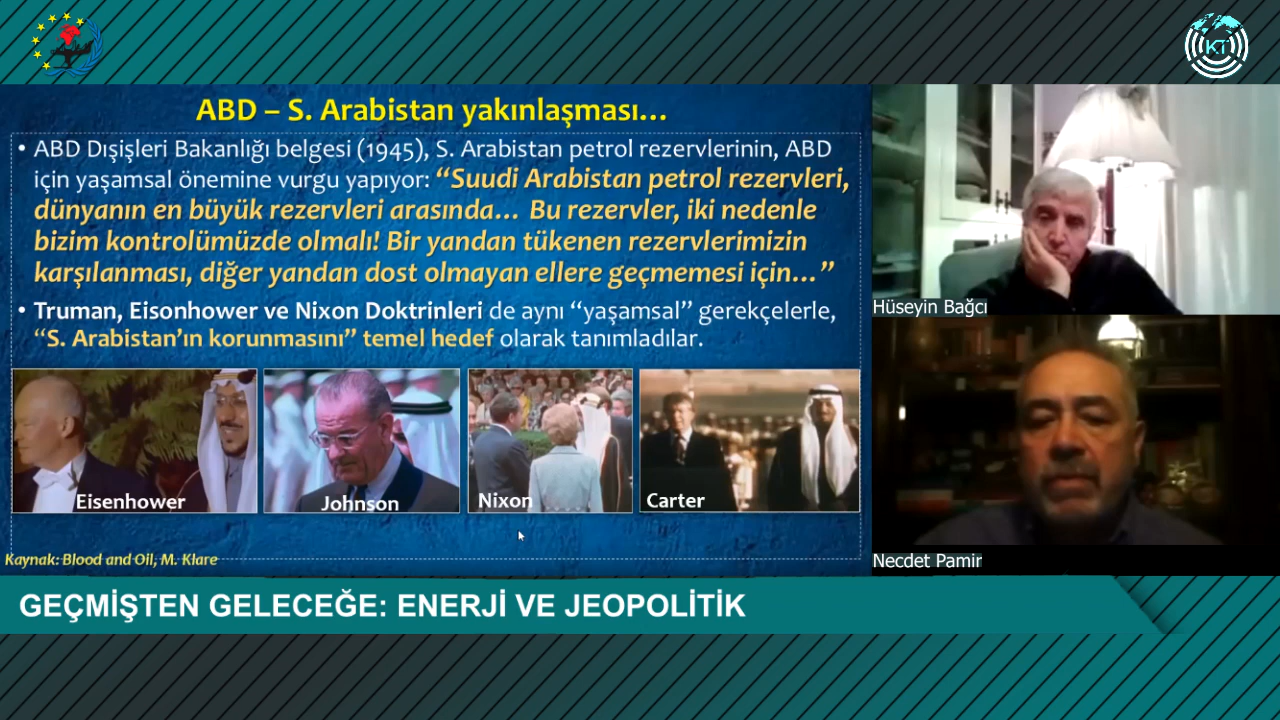 KT
ABD – S. Arabistan yakınlaşması…
• ABD Dışişleri Bakanlığı belgesi (1945), S. Arabistan petrol rezervlerinin, ABD
için yaşamsal önemine vurgu yapıyor: “Suudi Arabistan petrol rezervleri,
dünyanın en büyük rezervleri arasında… Bu rezervler, iki nedenle
bizim kontrolümüzde olmalı! Bir yandan tükenen rezervlerimizin
karşılanması, diğer yandan dost olmayan ellere geçmemesi için…”
• Truman, Eisonhower ve Nixon Doktrinleri de aynı “yaşamsal” gerekçelerle,
“S. Arabistan’ın korunmasını” temel hedef olarak tanımladılar.
Eisenhower
Johnson
Nixon
Carter
Kaynak: Blood and Oil, M. Klare
Hüseyin Bağcı
Necdet Pamir
GEÇMİŞTEN GELECEĞE: ENERJİ VE JEOPOLİTİK